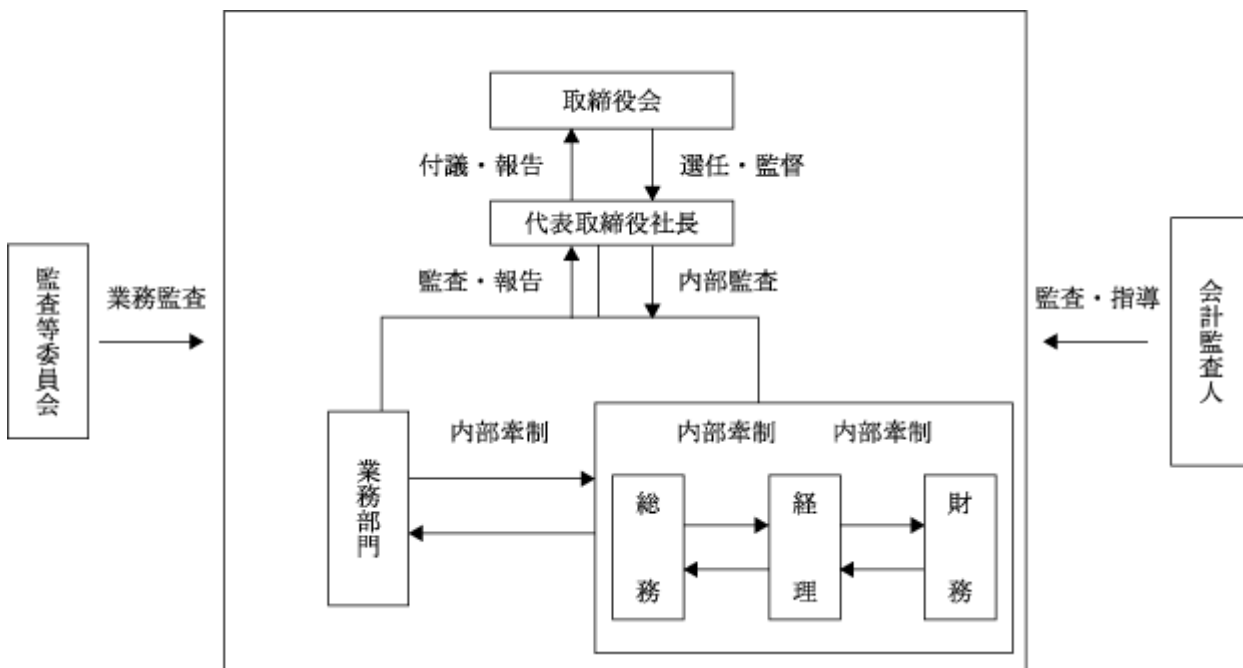 取締役会
付議・報告
選任・監督
代表取締役社長
監査・報告
内部監査
監査等委員会
業務監査
監査・指導
会計監査人
内部牽制
内部牽制
内部牽制
業務部門
総務
経理
財務